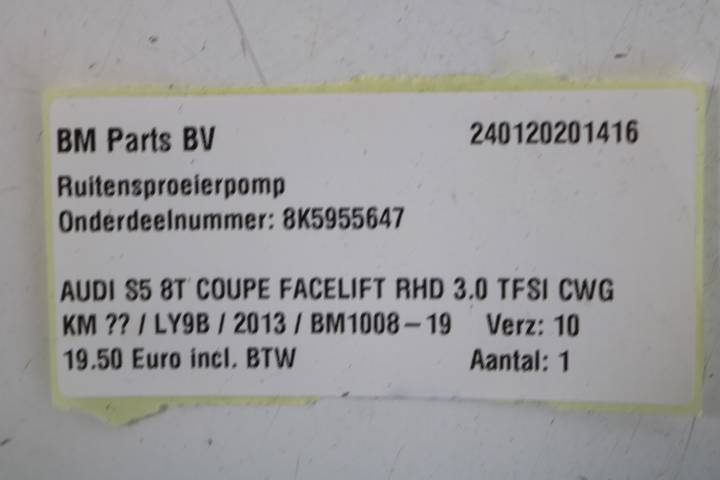 BM Parts BV 240120201416
Ruitensproeierpomp
Onderdeelnummer: 8K5955647
AUDI S5 8T COUPE FACELIFT RHD 3.0 TFSI CWG
KM ?? / LY9B / 2013 / BM1008-19 Verz: 10
19.50 Euro incl. BTW Aantal: 1